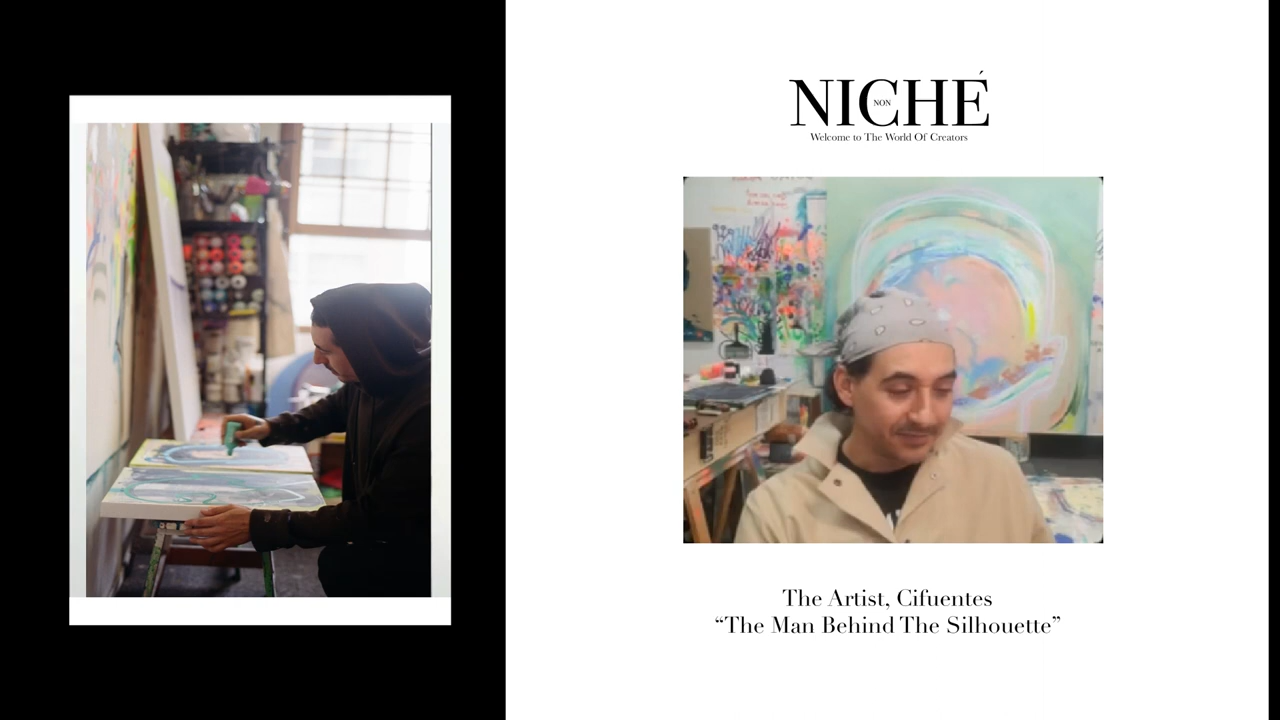 NICHÉ
NON
Welcome to The World Of Creators
The Artist, Cifuentes
“The Man Behind The Silhouette”